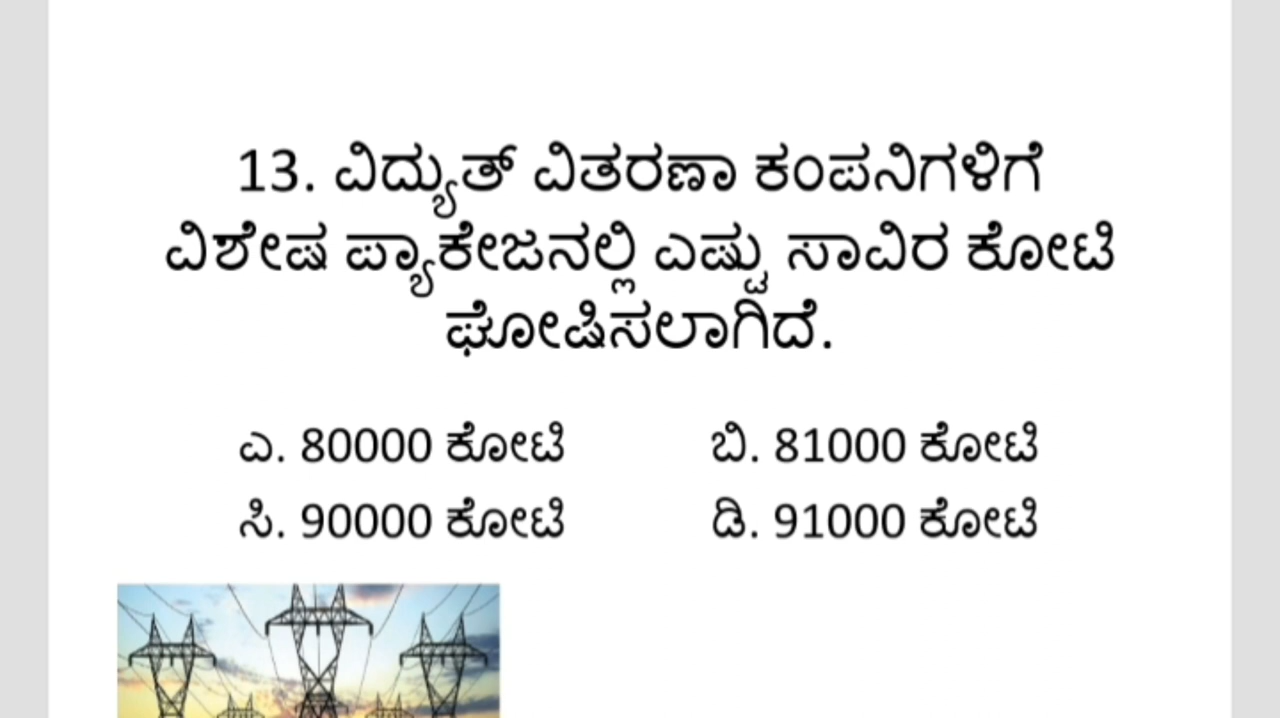 13. ವಿದ್ಯುತ್ ವಿತರಣಾ ಕಂಪನಿಗಳಿಗೆ
ವಿಶೇಷ ಪ್ಯಾಕೇಜನಲ್ಲಿ ಎಷ್ಟು ಸಾವಿರ ಕೋಟಿ
ಘೋಷಿಸಲಾಗಿದೆ.
ಎ. 80000 ಕೋಟಿ ಬಿ. 81000 ಕೋಟಿ
ಸಿ. 90000 ಕೋಟಿ ಡಿ. 91000 ಕೋಟಿ